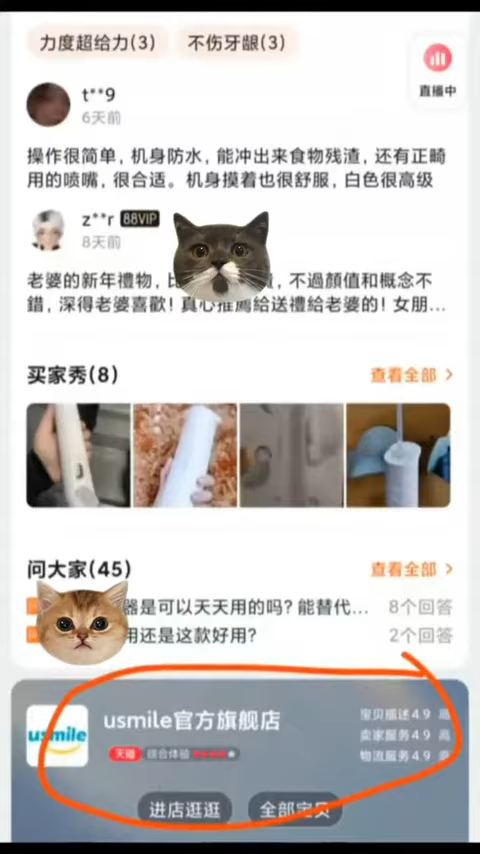 力度超给力(3)
不伤牙龈(3)
直播中
t**9
6天前
操作很简单，机身防水，能冲出来食物残渣，还有正畸
用的喷嘴，很合适。机身摸着也很舒服，白色很高级
z**r 88VIP
8天前
老婆的新年禮物，比 ，不過顏值和概念不
錯，深得老婆喜歡！真心推薦給送禮給老婆的！女朋...
买家秀(8)
查看全部 >
问大家(45)
查看全部 >
器是可以天天用的吗？能替代...
8个回答
用还是这款好用？
2个回答
usmile
usmile官方旗舰店
天猫 综合体验
宝贝描述4.9 高
卖家服务4.9 高
物流服务4.9 高
进店逛逛
全部宝贝